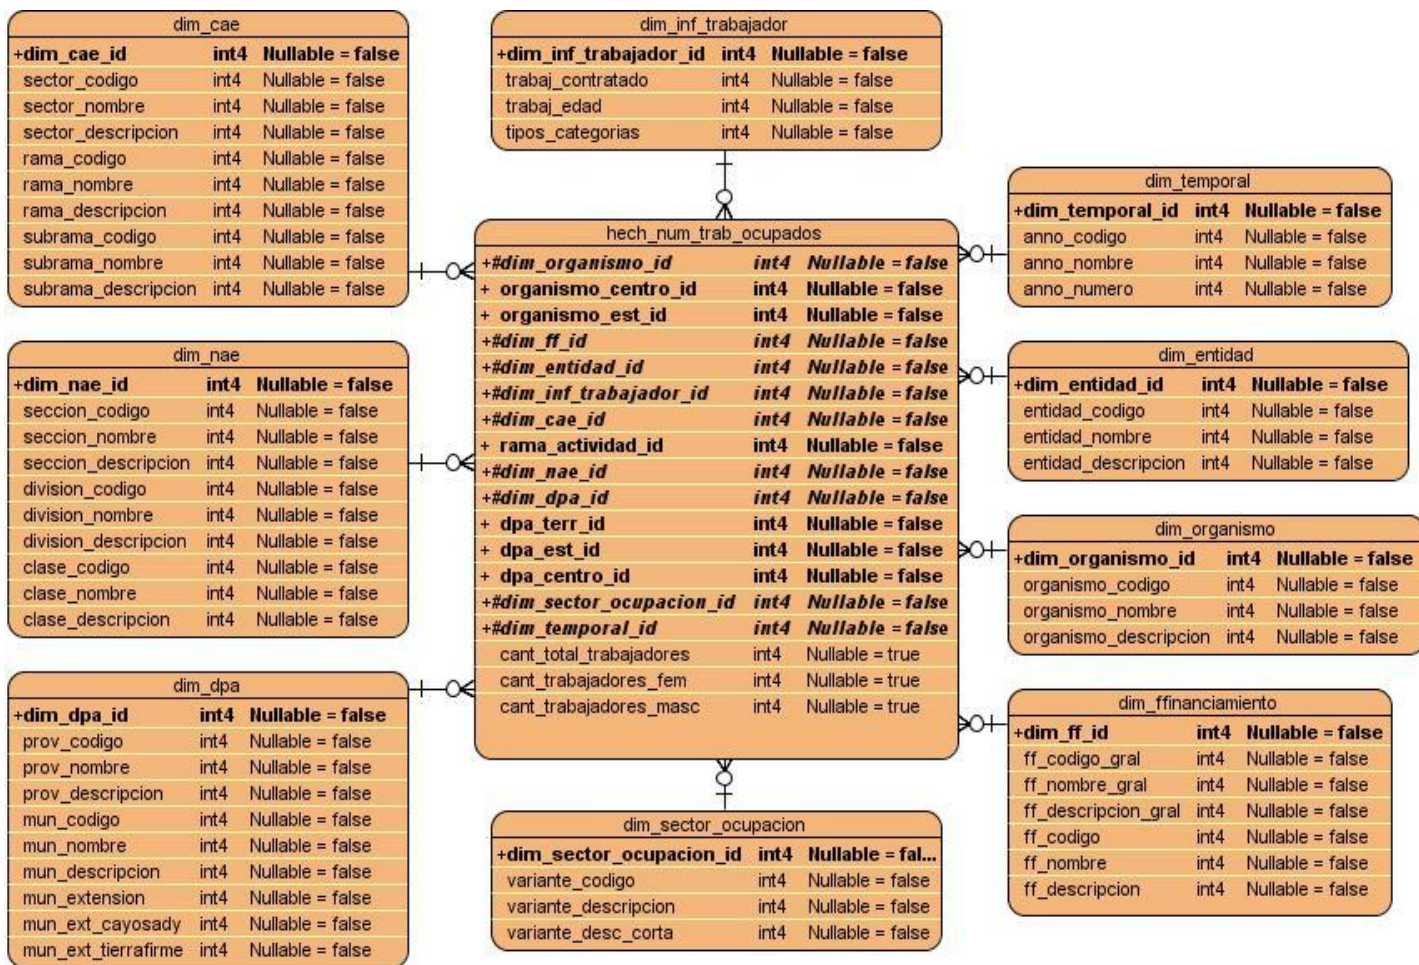 dim_cae
+dim_cae_id int4 Nullable = false
sector_codigo int4 Nullable = false
sector_nombre int4 Nullable = false
sector_descripcion int4 Nullable = false
rama_codigo int4 Nullable = false
rama_nombre int4 Nullable = false
rama_descripcion int4 Nullable = false
subrama_codigo int4 Nullable = false
subrama_nombre int4 Nullable = false
subrama_descripcion int4 Nullable = false
dim_nae
+dim_nae_id int4 Nullable = false
seccion_codigo int4 Nullable = false
seccion_nombre int4 Nullable = false
seccion_descripcion int4 Nullable = false
division_codigo int4 Nullable = false
division_nombre int4 Nullable = false
division_descripcion int4 Nullable = false
clase_codigo int4 Nullable = false
clase_nombre int4 Nullable = false
clase_descripcion int4 Nullable = false
dim_dpa
+dim_dpa_id int4 Nullable = false
prov_codigo int4 Nullable = false
prov_nombre int4 Nullable = false
prov_descripcion int4 Nullable = false
mun_codigo int4 Nullable = false
mun_nombre int4 Nullable = false
mun_descripcion int4 Nullable = false
mun_extension int4 Nullable = false
mun_ext_cayosady int4 Nullable = false
mun_ext_tierrafirme int4 Nullable = false
dim_inf_trabajador
+dim_inf_trabajador_id int4 Nullable = false
trabaj_contratado int4 Nullable = false
trabaj_edad int4 Nullable = false
tipos_categorias int4 Nullable = false
hech_num_trab_ocupados
+#dim_organismo_id int4 Nullable = false
+ organismo_centro_id int4 Nullable = false
+ organismo_est_id int4 Nullable = false
+#dim_ff_id int4 Nullable = false
+#dim_entidad_id int4 Nullable = false
+#dim_inf_trabajador_id int4 Nullable = false
+#dim_cae_id int4 Nullable = false
+ rama_actividad_id int4 Nullable = false
+#dim_nae_id int4 Nullable = false
+#dim_dpa_id int4 Nullable = false
+ dpa_terr_id int4 Nullable = false
+ dpa_est_id int4 Nullable = false
+ dpa_centro_id int4 Nullable = false
+#dim_sector_ocupacion_id int4 Nullable = false
+#dim_temporal_id int4 Nullable = false
cant_total_trabajadores int4 Nullable = true
cant_trabajadores_fem int4 Nullable = true
cant_trabajadores_masc int4 Nullable = true
dim_sector_ocupacion
+dim_sector_ocupacion_id int4 Nullable = fal...
variante_codigo int4 Nullable = false
variante_descripcion int4 Nullable = false
variante_desc_corta int4 Nullable = false
dim_temporal
+dim_temporal_id int4 Nullable = false
anno_codigo int4 Nullable = false
anno_nombre int4 Nullable = false
anno_numero int4 Nullable = false
dim_entidad
+dim_entidad_id int4 Nullable = false
entidad_codigo int4 Nullable = false
entidad_nombre int4 Nullable = false
entidad_descripcion int4 Nullable = false
dim_organismo
+dim_organismo_id int4 Nullable = false
organismo_codigo int4 Nullable = false
organismo_nombre int4 Nullable = false
organismo_descripcion int4 Nullable = false
dim_ffinanciamiento
+dim_ff_id int4 Nullable = false
ff_codigo_gral int4 Nullable = false
ff_nombre_gral int4 Nullable = false
ff_descripcion_gral int4 Nullable = false
ff_codigo int4 Nullable = false
ff_nombre int4 Nullable = false
ff_descripcion int4 Nullable = false